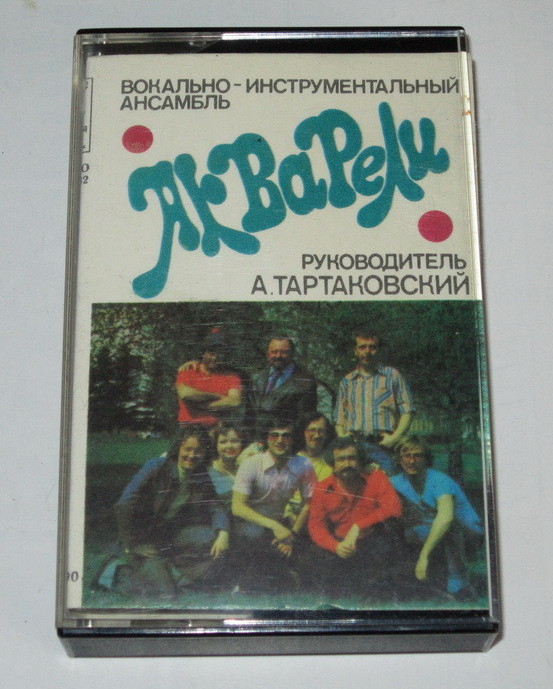 ВОКАЛЬНО-ИНСТРУМЕНТАЛЬНЫЙ
АНСАМБЛЬ
АКВАРЕЛИ
РУКОВОДИТЕЛЬ
А.ТАРТАКОВСКИЙ